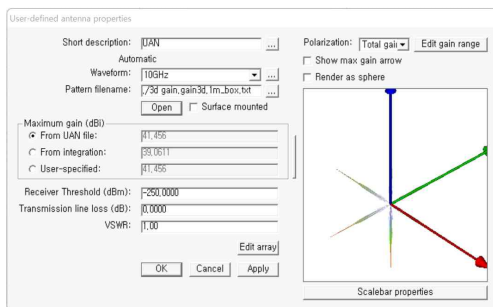 User-defined antenna properties
Short description: UAN ...
Automatic
Waveform: 10GHz ...
Pattern filename: ./3d gain,gain3d,1m_box,txt ...
Open Surface mounted
Maximum gain (dBi)
From UAN file: 41,456
From integration: 39,0611
User-specified: 41,456
Receiver Threshold (dBm): -250,0000
Transmission line loss (dB): 0,0000
VSWR: 1,00
Edit array
OK Cancel Apply
Polarization: Total gain Edit gain range
Show max gain arrow
Render as sphere
Scalebar properties